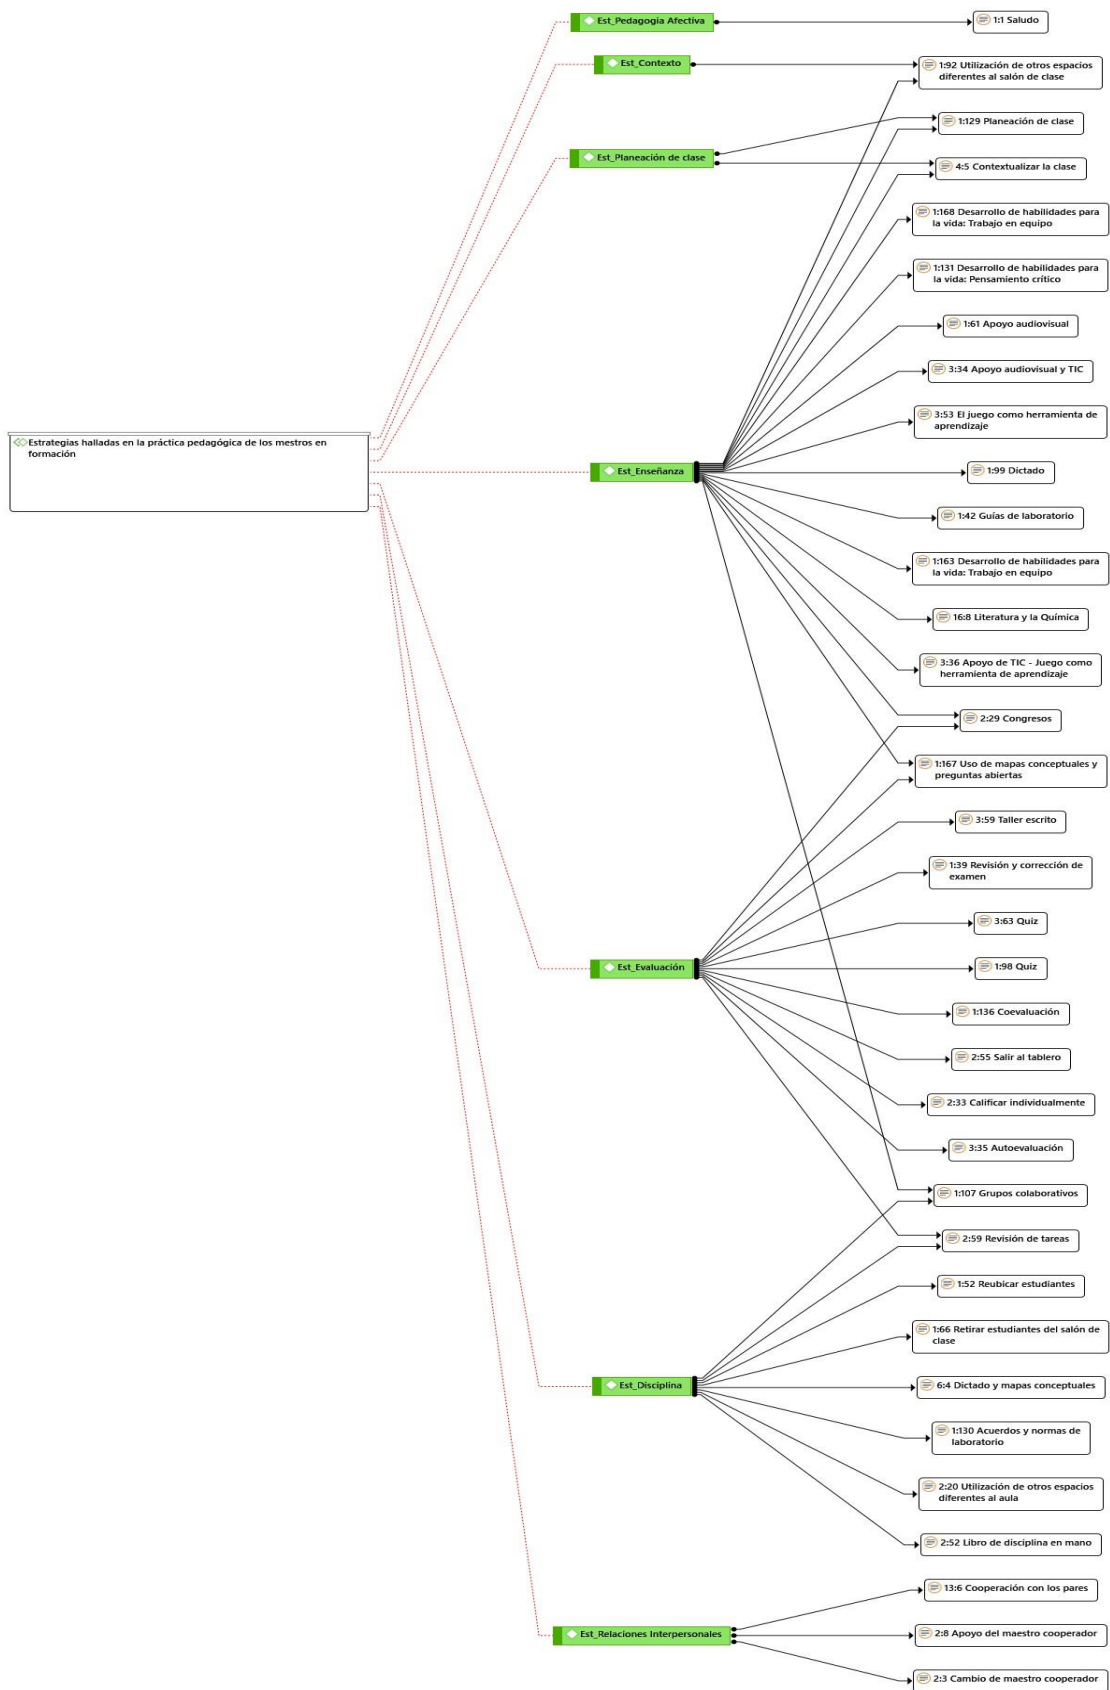 Est_Pedagogía Afectiva
1:1 Saludo
Est_Contexto
1:92 Utilización de otros espacios
diferentes al salón de clase
1:129 Planeación de clase
Est_Planeación de clase
4:5 Contextualizar la clase
1:168 Desarrollo de habilidades para
la vida: Trabajo en equipo
1:131 Desarrollo de habilidades para
la vida: Pensamiento crítico
1:61 Apoyo audiovisual
3:34 Apoyo audiovisual y TIC
3:53 El juego como herramienta de
aprendizaje
Estrategias halladas en la práctica pedagógica de los mestros en
formación
Est_Enseñanza
1:99 Dictado
1:42 Guías de laboratorio
1:163 Desarrollo de habilidades para
la vida: Trabajo en equipo
16:8 Literatura y la Química
3:36 Apoyo de TIC - Juego como
herramienta de aprendizaje
2:29 Congresos
1:167 Uso de mapas conceptuales y
preguntas abiertas
3:59 Taller escrito
1:39 Revisión y corrección de
examen
3:63 Quiz
Est_Evaluación
1:98 Quiz
1:136 Coevaluación
2:55 Salir al tablero
2:33 Calificar individualmente
3:35 Autoevaluación
1:107 Grupos colaborativos
2:59 Revisión de tareas
1:52 Reubicar estudiantes
1:66 Retirar estudiantes del salón de
clase
Est_Disciplina
6:4 Dictado y mapas conceptuales
1:130 Acuerdos y normas de
laboratorio
2:20 Utilización de otros espacios
diferentes al aula
2:52 Libro de disciplina en mano
13:6 Cooperación con los pares
Est_Relaciones Interpersonales
2:8 Apoyo del maestro cooperador
2:3 Cambio de maestro cooperador